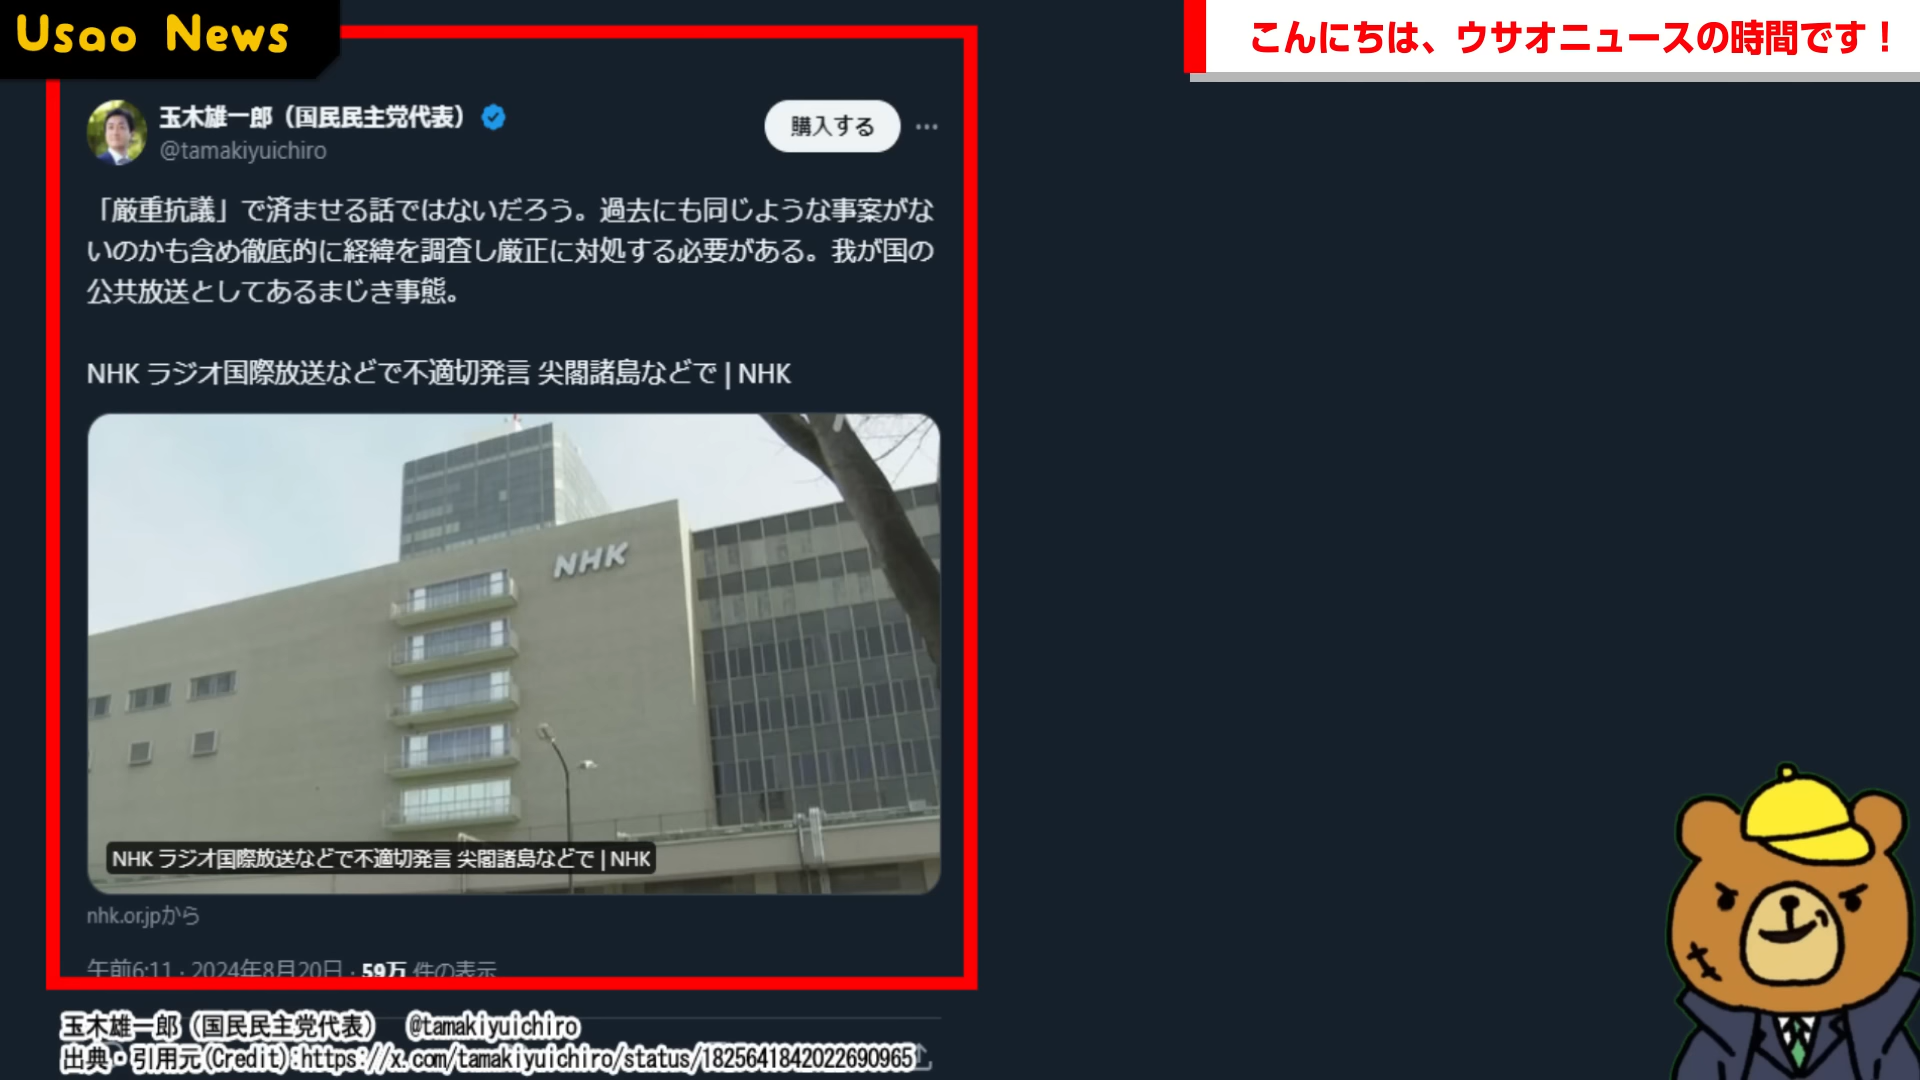 Usao News
こんにちは、ウサオニュースの時間です！
玉木雄一郎（国民民主党代表）
@tamakiyuichiro
購入する
「厳重抗議」で済ませる話ではないだろう。過去にも同じような事案がな
いのかも含め徹底的に経緯を調査し厳正に対処する必要がある。我が国の
公共放送としてあるまじき事態。
NHK ラジオ国際放送などで不適切発言 尖閣諸島などで | NHK
NHK
NHK ラジオ国際放送などで不適切発言 尖閣諸島などで | NHK
nhk.or.jpから
午前6:11 · 2024年8月20日 · 59万 件の表示
玉木雄一郎（国民民主党代表） @tamakiyuichiro
出典・引用元(Credit):https://x.com/tamakiyuichiro/status/1825641842022690965